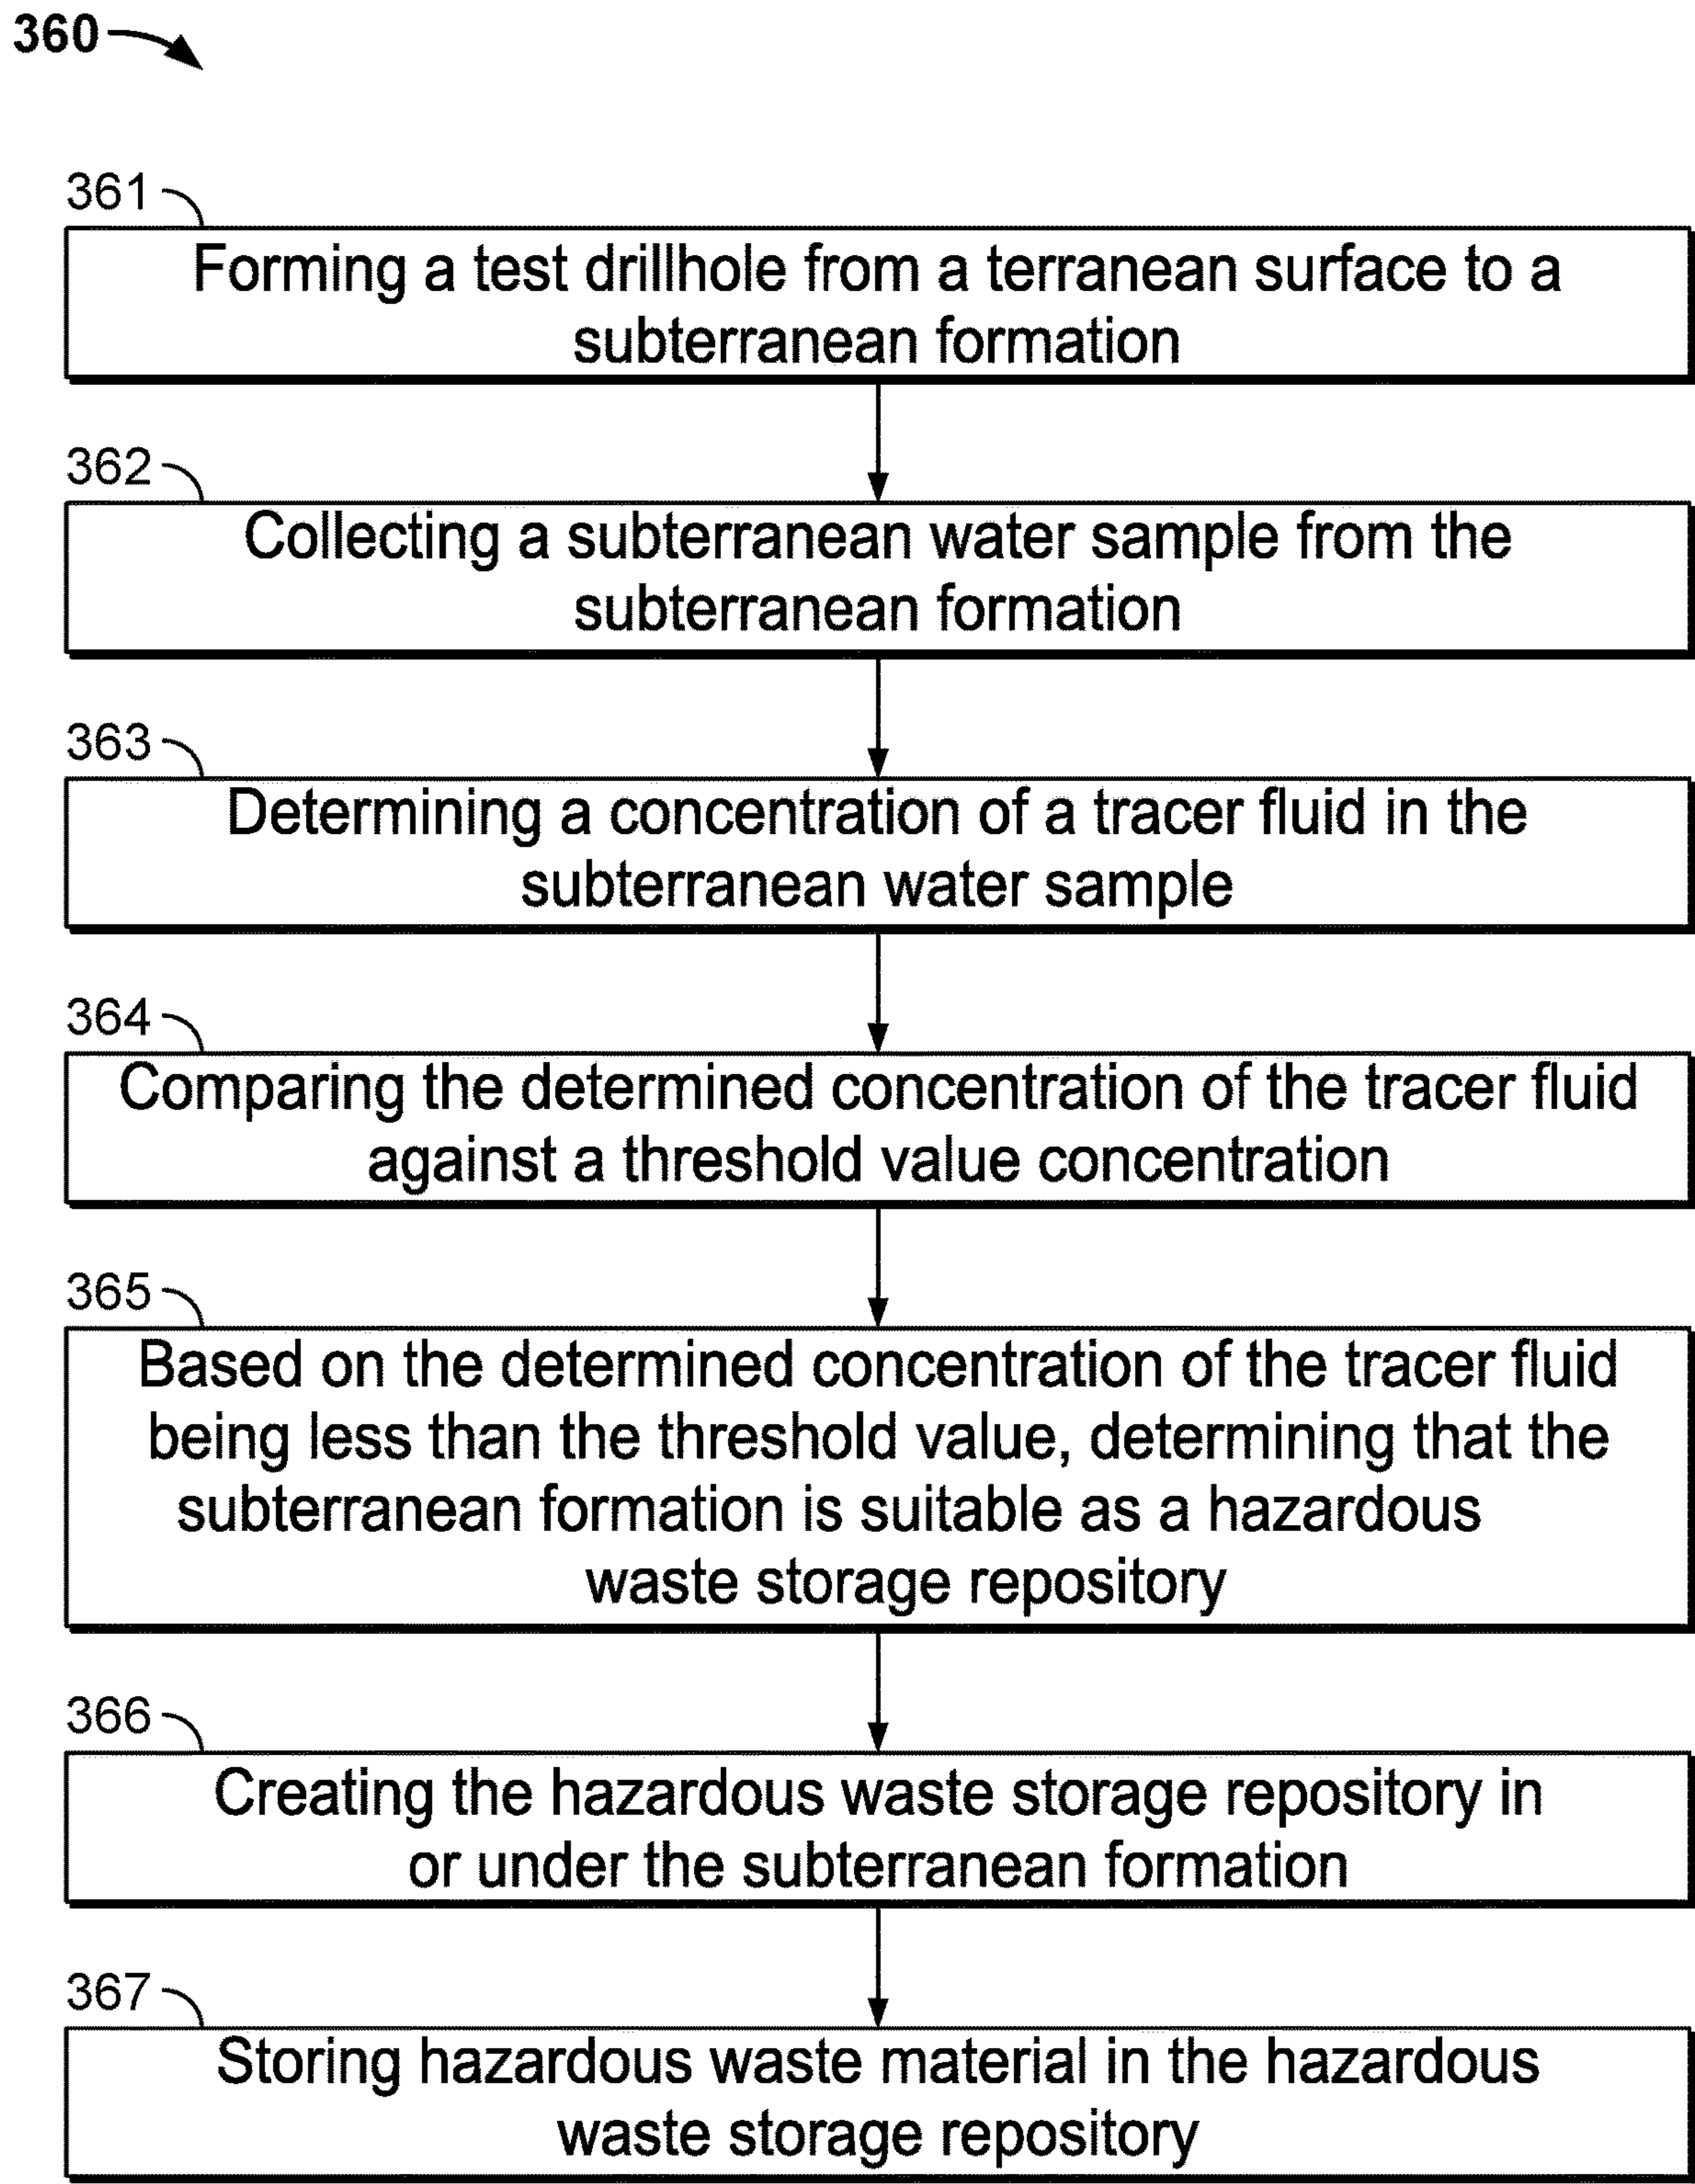 360
361
Forming a test drillhole from a terranean surface to a
subterranean formation
362
Collecting a subterranean water sample from the
subterranean formation
363
Determining a concentration of a tracer fluid in the
subterranean water sample
364
Comparing the determined concentration of the tracer fluid
against a threshold value concentration
365
Based on the determined concentration of the tracer fluid
being less than the threshold value, determining that the
subterranean formation is suitable as a hazardous
waste storage repository
366
Creating the hazardous waste storage repository in
or under the subterranean formation
367
Storing hazardous waste material in the hazardous
waste storage repository